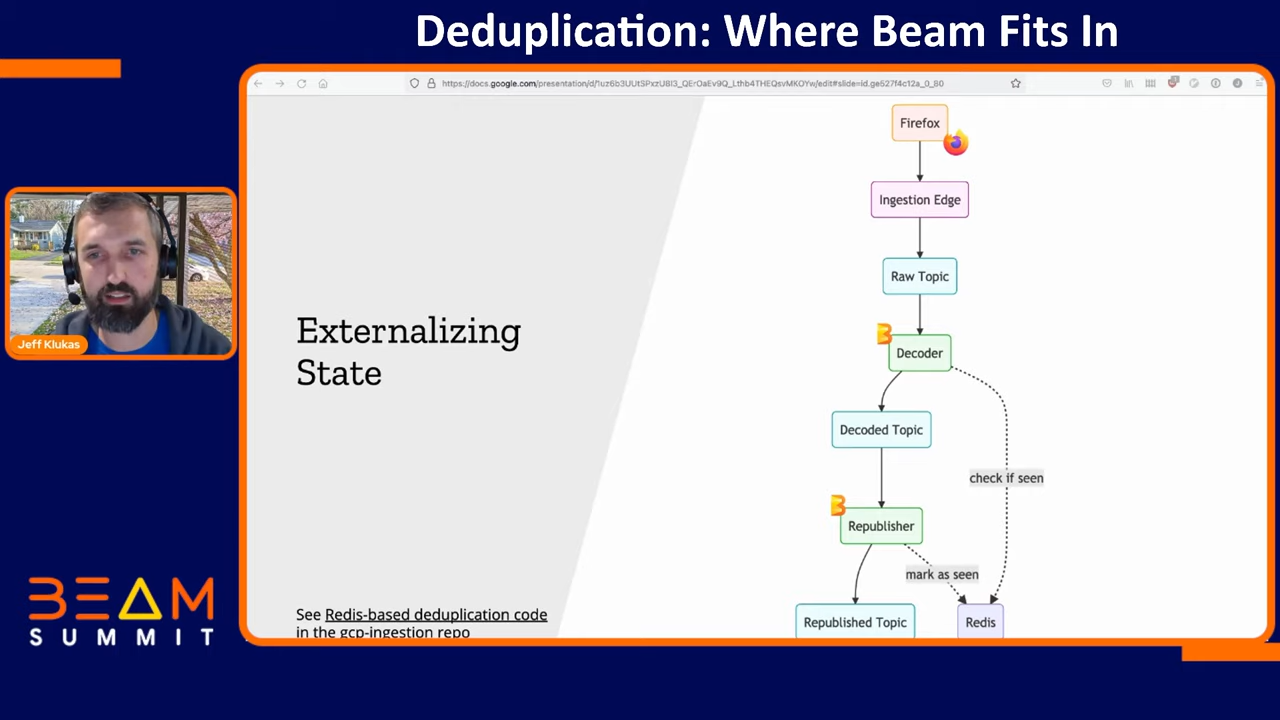 Deduplication: Where Beam Fits In
Firefox
Ingestion Edge
Raw Topic
Decoder
Decoded Topic
check if seen
Republisher
mark as seen
Republished Topic
Redis
Externalizing
State
See Redis-based deduplication code
in the gcp-ingestion repo
Jeff Klukas
BEAM
SUMMIT